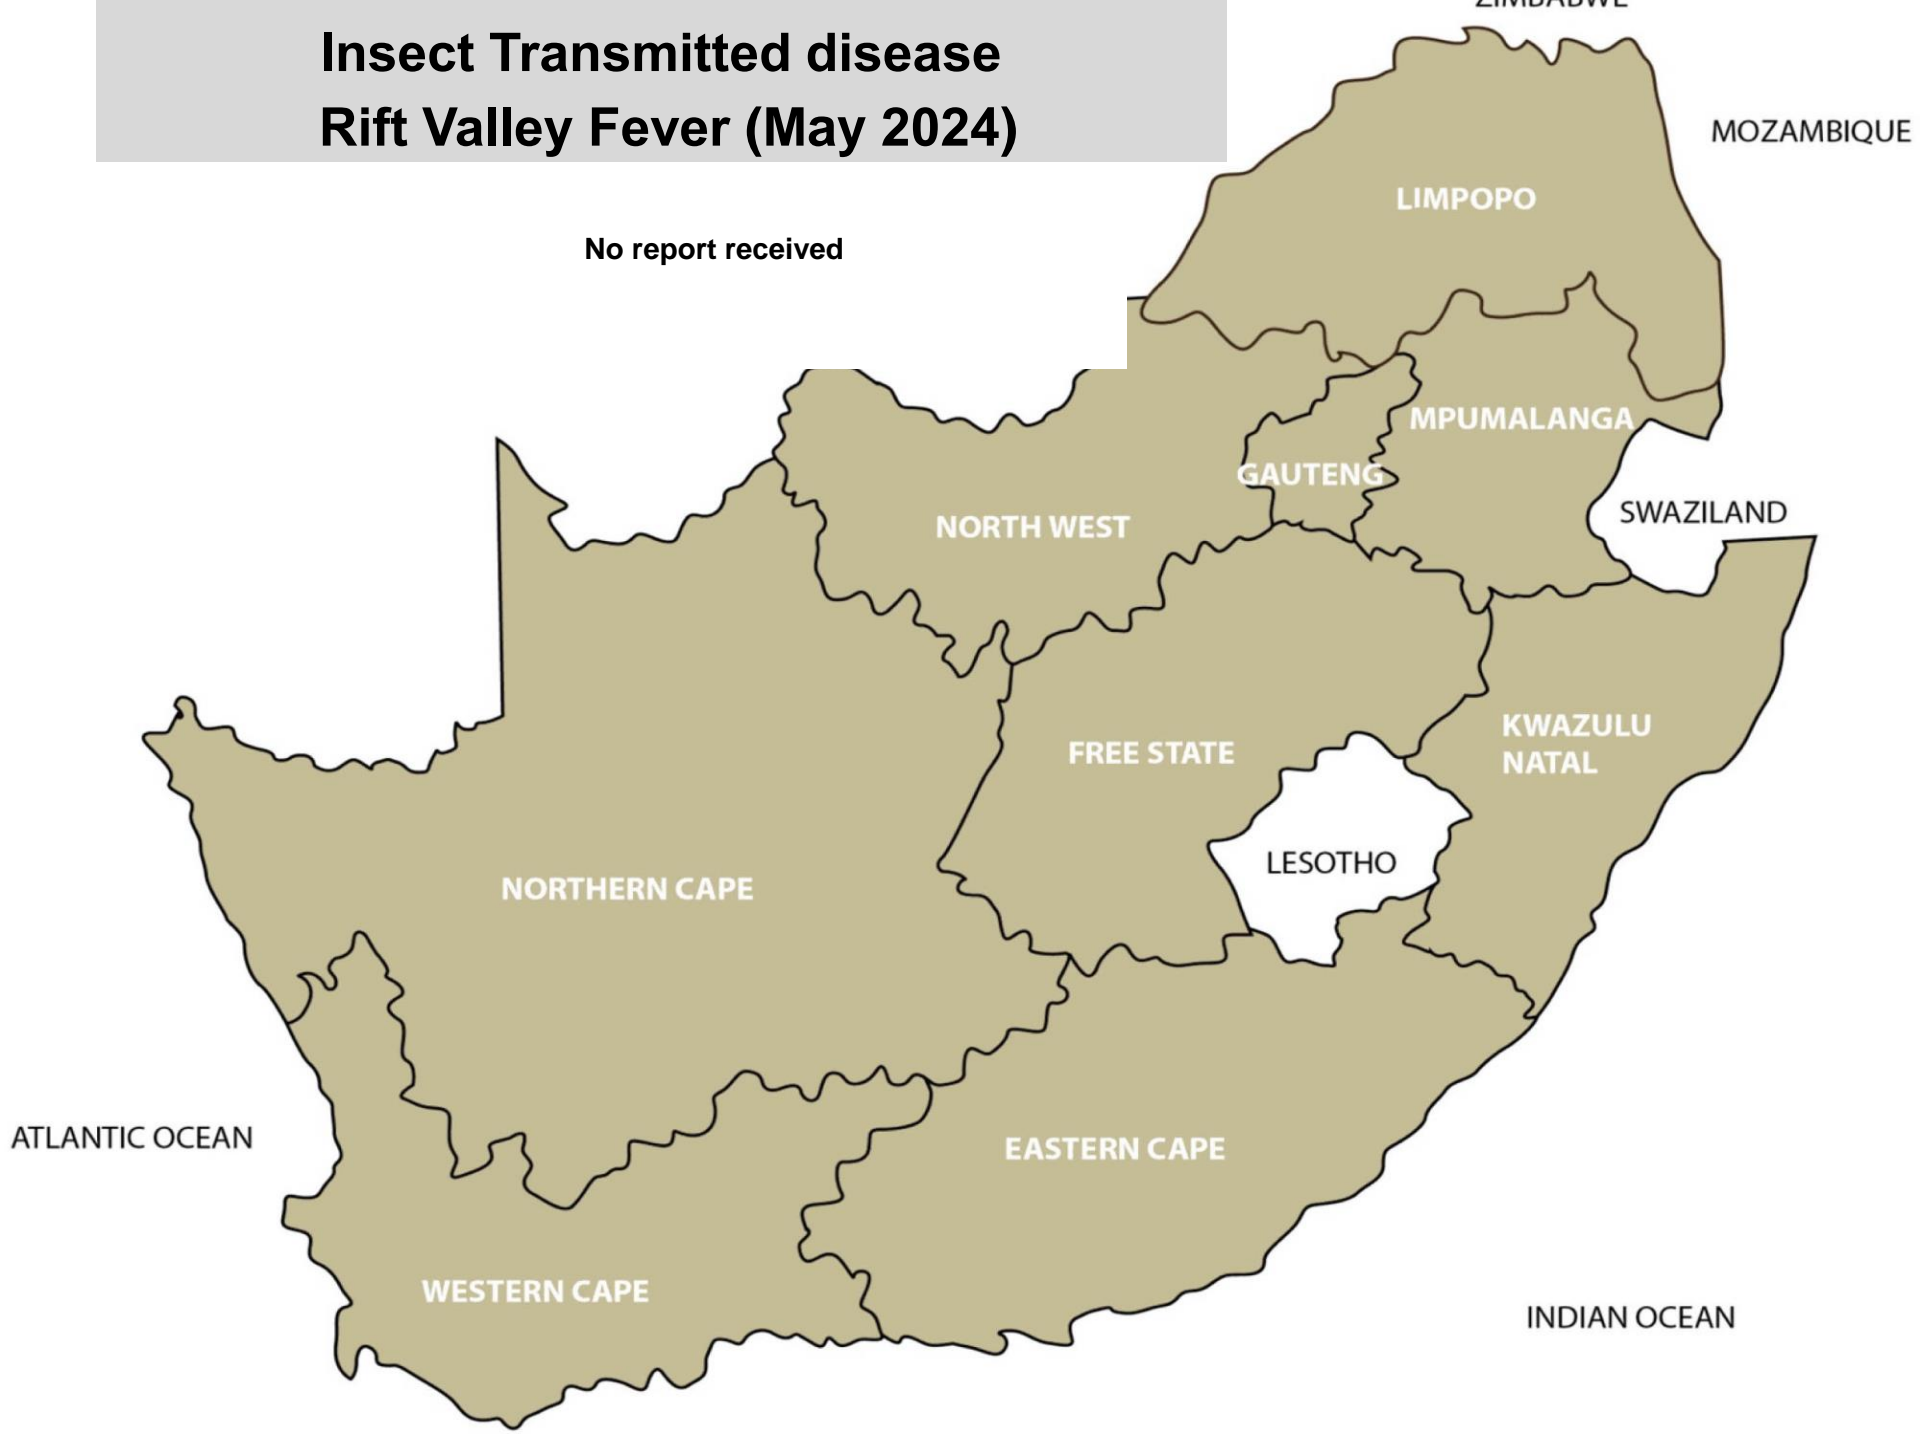 ZIMBABWE
Insect Transmitted disease
Rift Valley Fever (May 2024)
MOZAMBIQUE
LIMPOPO
No report received
MPUMALANGA
GAUTENG
SWAZILAND
NORTH WEST
KWAZULU
NATAL
FREE STATE
LESOTHO
NORTHERN CAPE
ATLANTIC OCEAN
EASTERN CAPE
WESTERN CAPE
INDIAN OCEAN